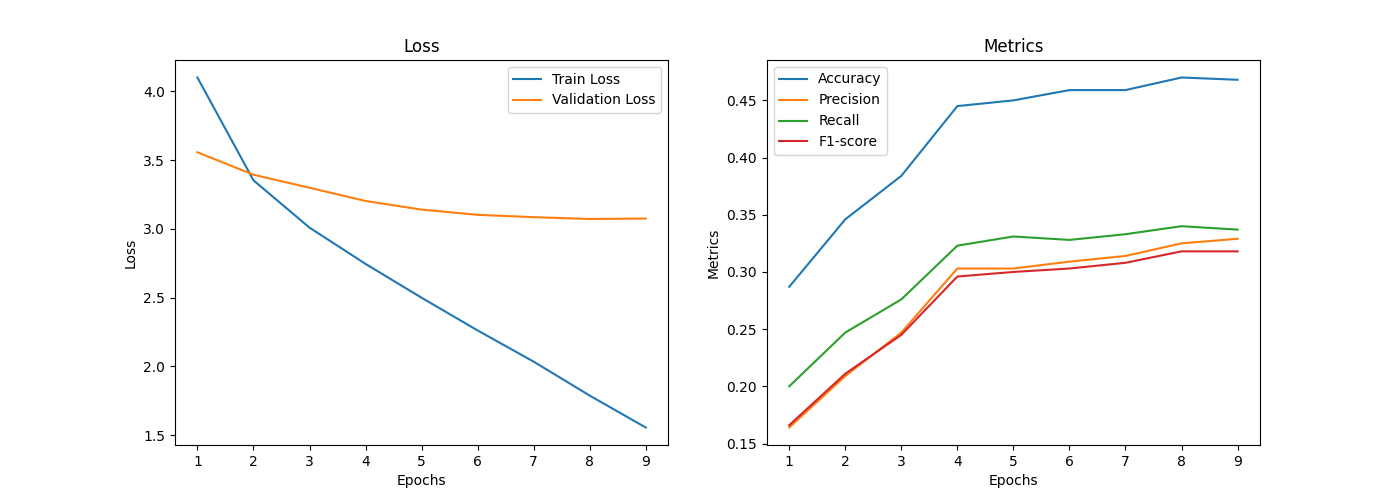 Loss
Train Loss
Validation Loss
4.0
3.5
3.0
2.5
2.0
1.5
Loss
1 2 3 4 5 6 7 8 9
Epochs
Metrics
Accuracy
Precision
Recall
F1-score
0.45
0.40
0.35
0.30
0.25
0.20
0.15
Metrics
1 2 3 4 5 6 7 8 9
Epochs